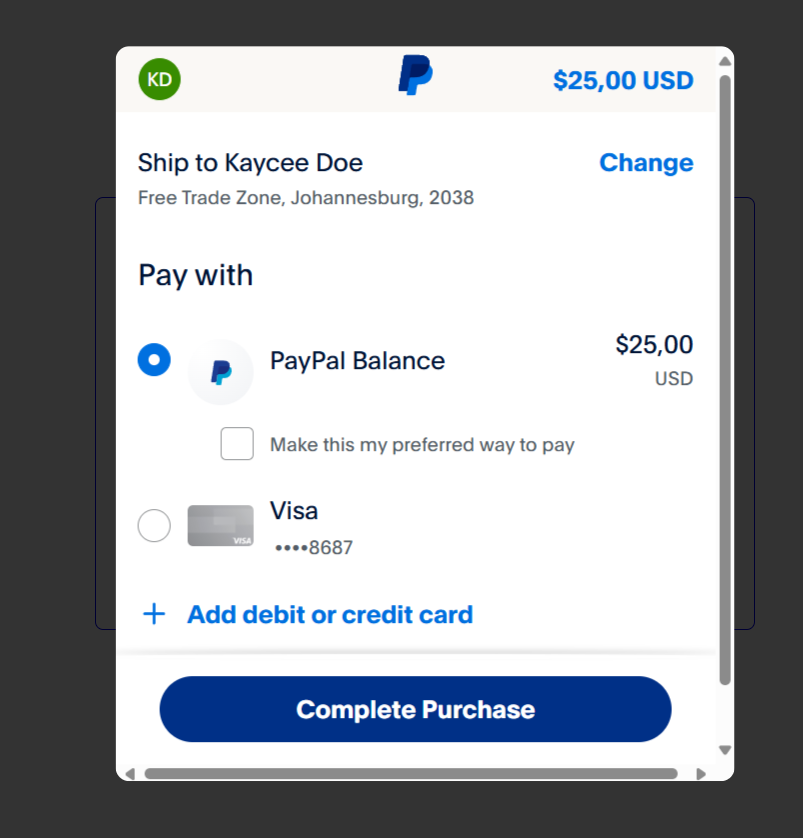 KD
$25,00 USD
Ship to Kaycee Doe
Change
Free Trade Zone, Johannesburg, 2038
Pay with
PayPal Balance
$25,00
USD
Make this my preferred way to pay
Visa
VISA
••••8687
+ Add debit or credit card
Complete Purchase